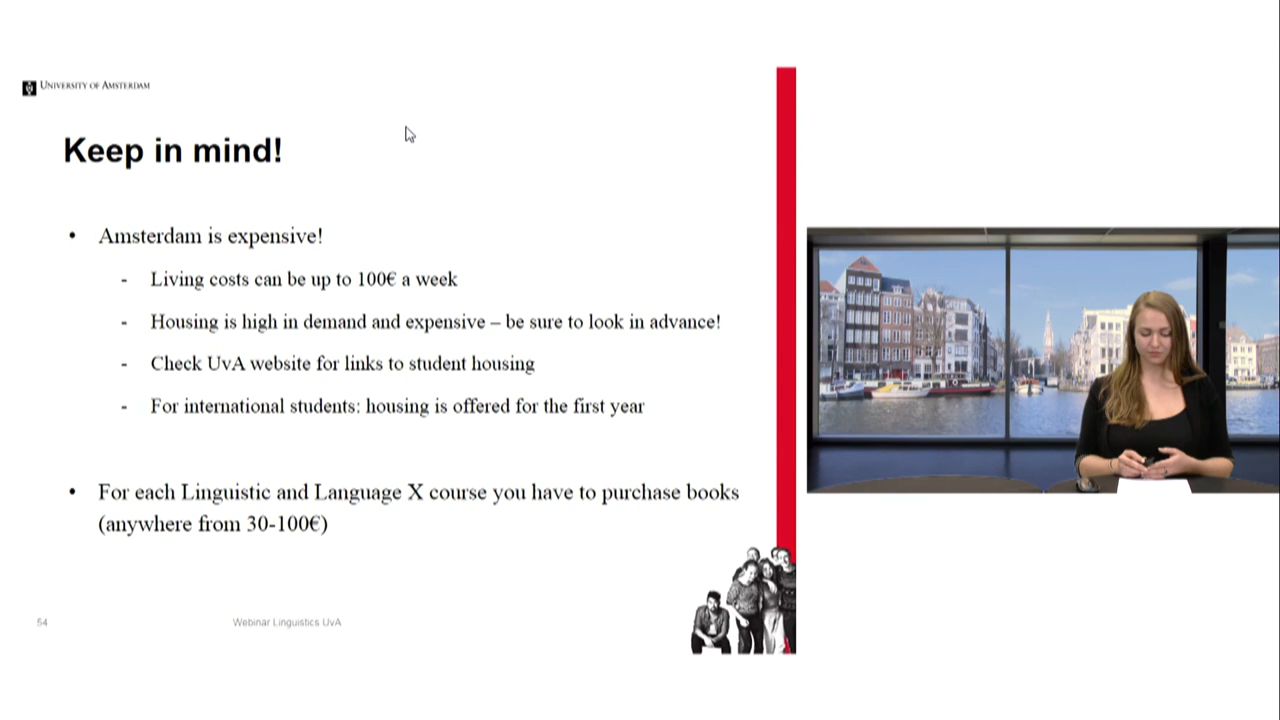 UNIVERSITY OF AMSTERDAM
Keep in mind!
• Amsterdam is expensive!
- Living costs can be up to 100€ a week
- Housing is high in demand and expensive – be sure to look in advance!
- Check UvA website for links to student housing
- For international students: housing is offered for the first year
• For each Linguistic and Language X course you have to purchase books
(anywhere from 30-100€)
54
Webinar Linguistics UvA